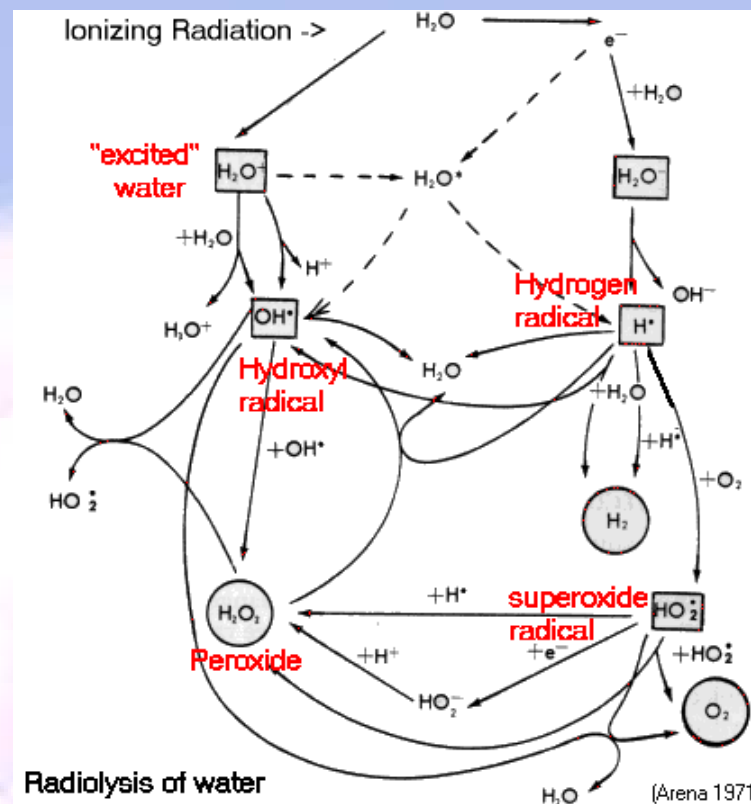 Ionizing Radiation ->
H₂O
e⁻
+H₂O
"excited"
water
H₂O⁺
H₂O*
H₂O⁻
+H₂O
H⁺
H₃O⁺
OH•
Hydroxyl
radical
Hydrogen
radical
H•
OH⁻
H₂O
H₂O
HO₂•
+OH•
+H₂O
+H•
+O₂
H₂
H₂O₂
Peroxide
+H•
superoxide
radical
HO₂•
+H⁺
+e⁻
HO₂⁻
+HO₂•
O₂
H₂O
Radiolysis of water
(Arena 1971